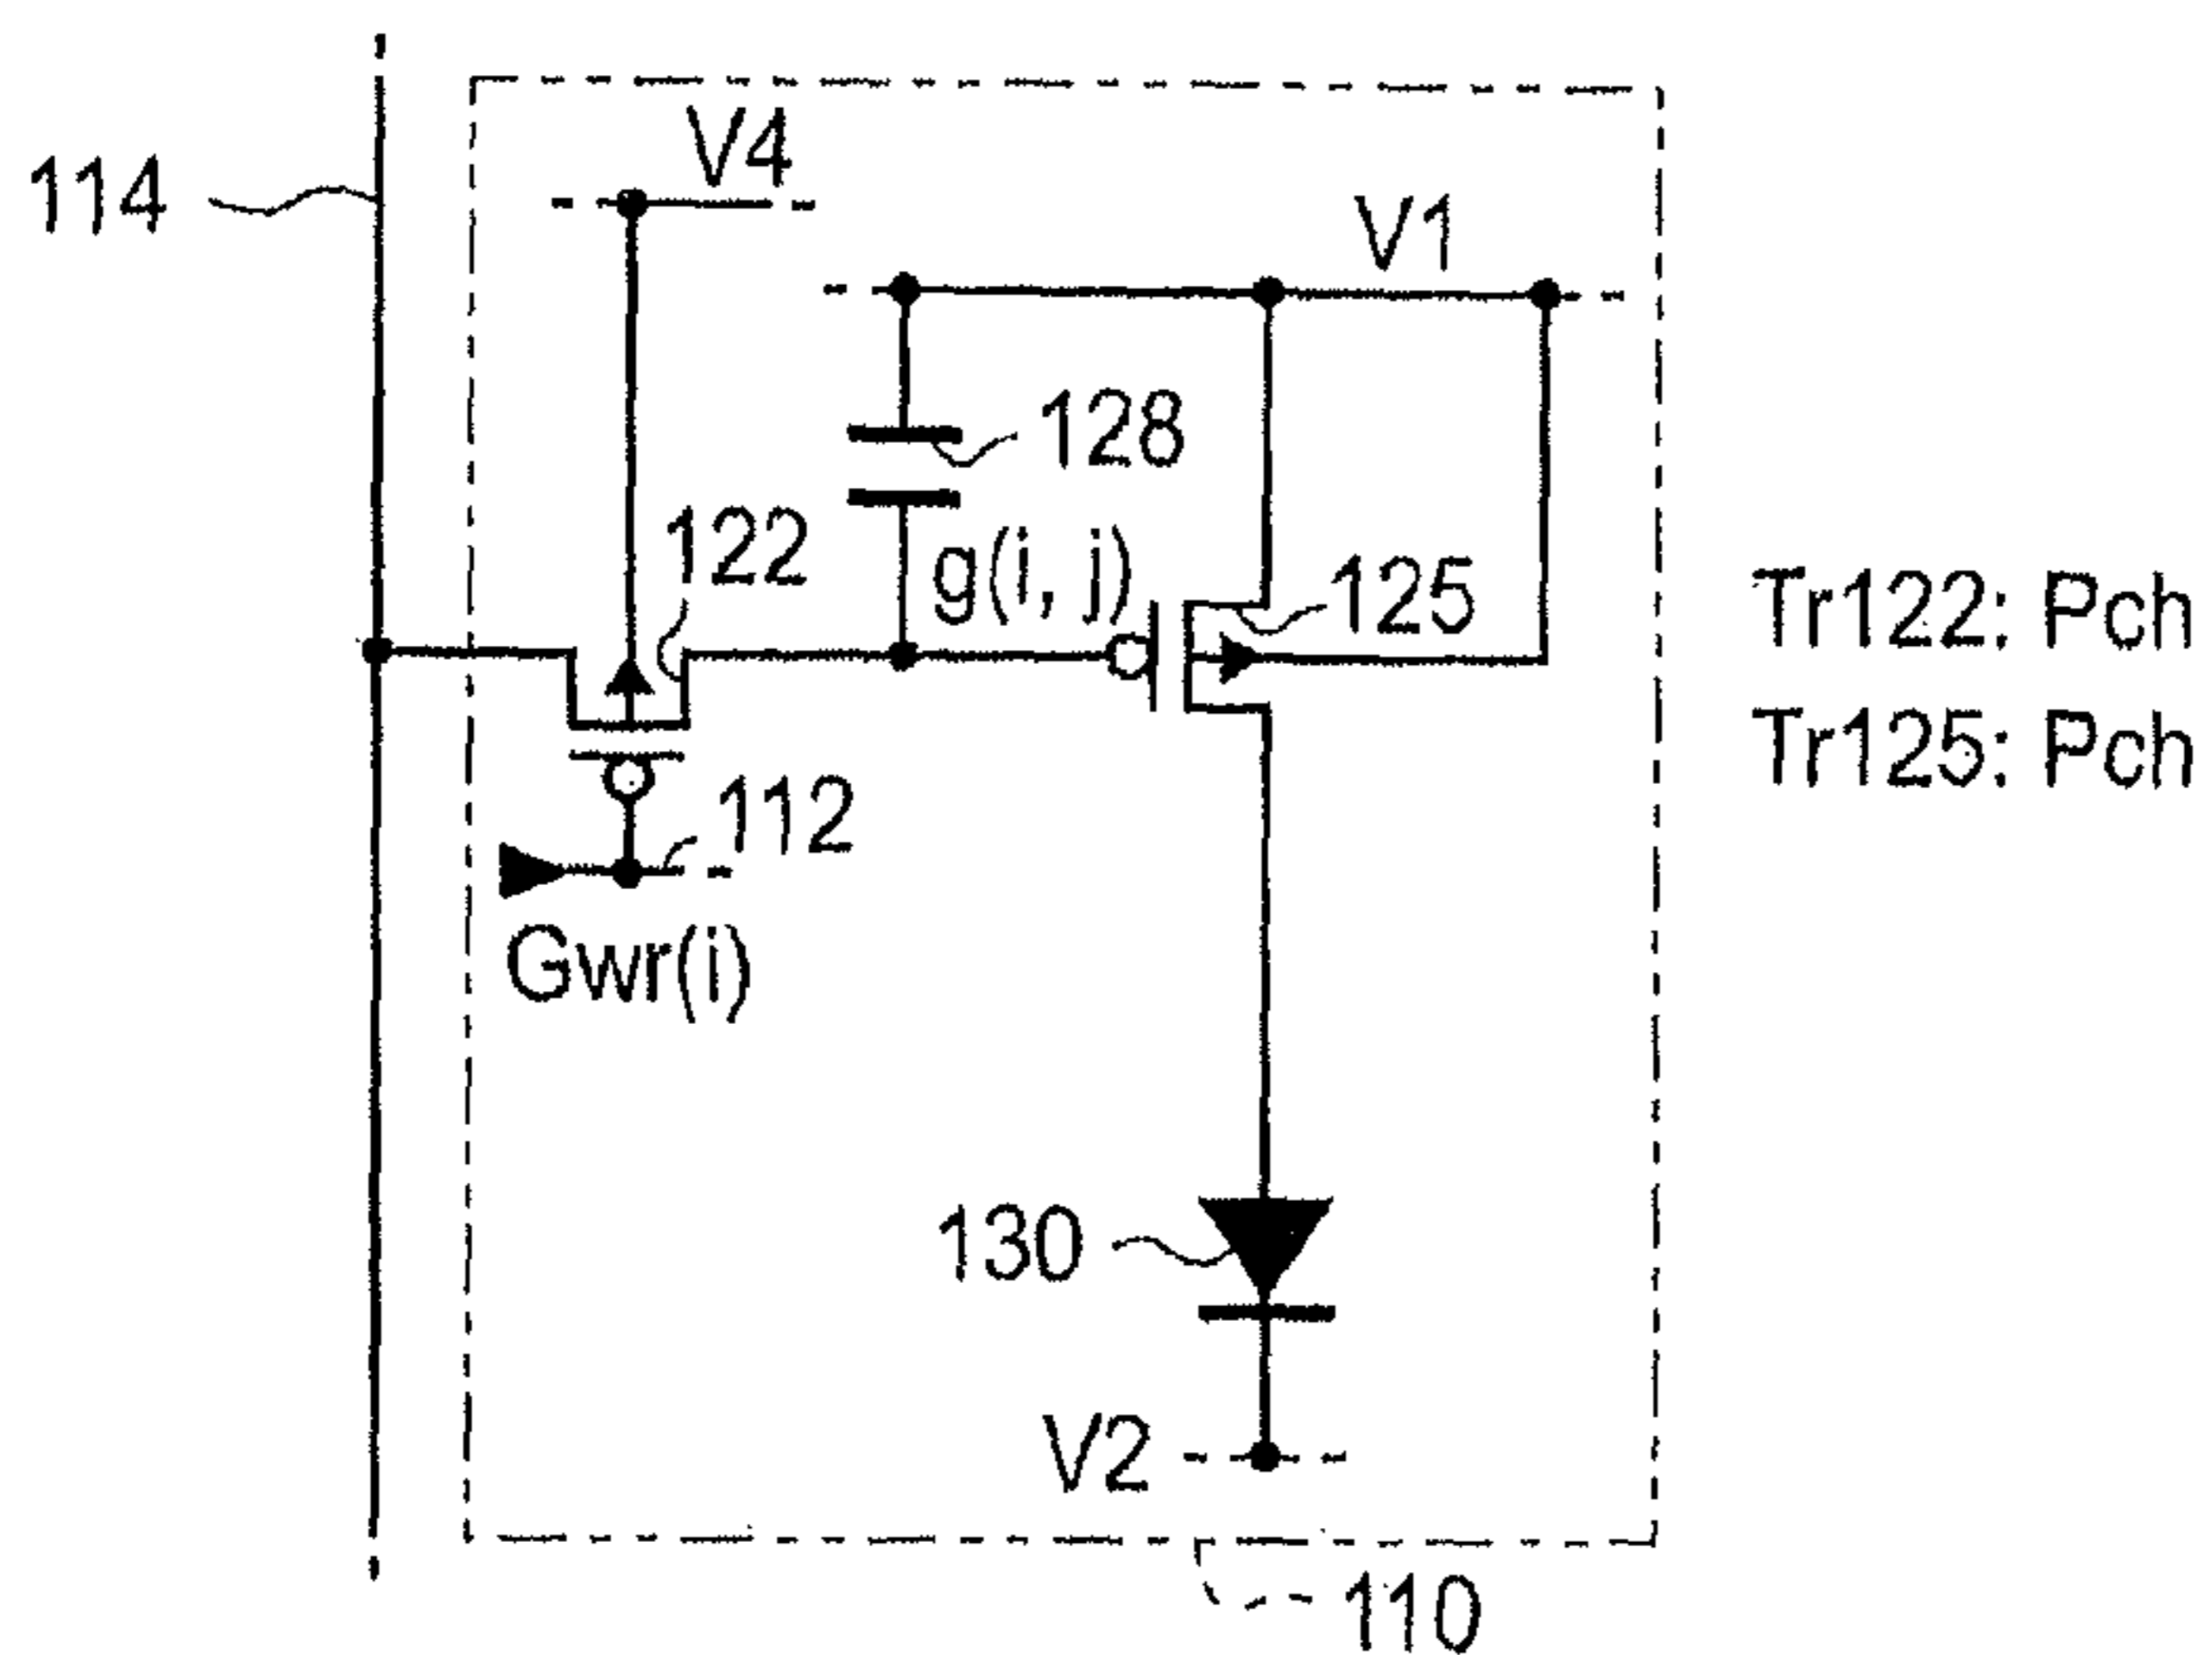 V4
114
V1
128
122
g(i, j)
125
Tr122: Pch
Tr125: Pch
112
Gwr(i)
130
V2
110